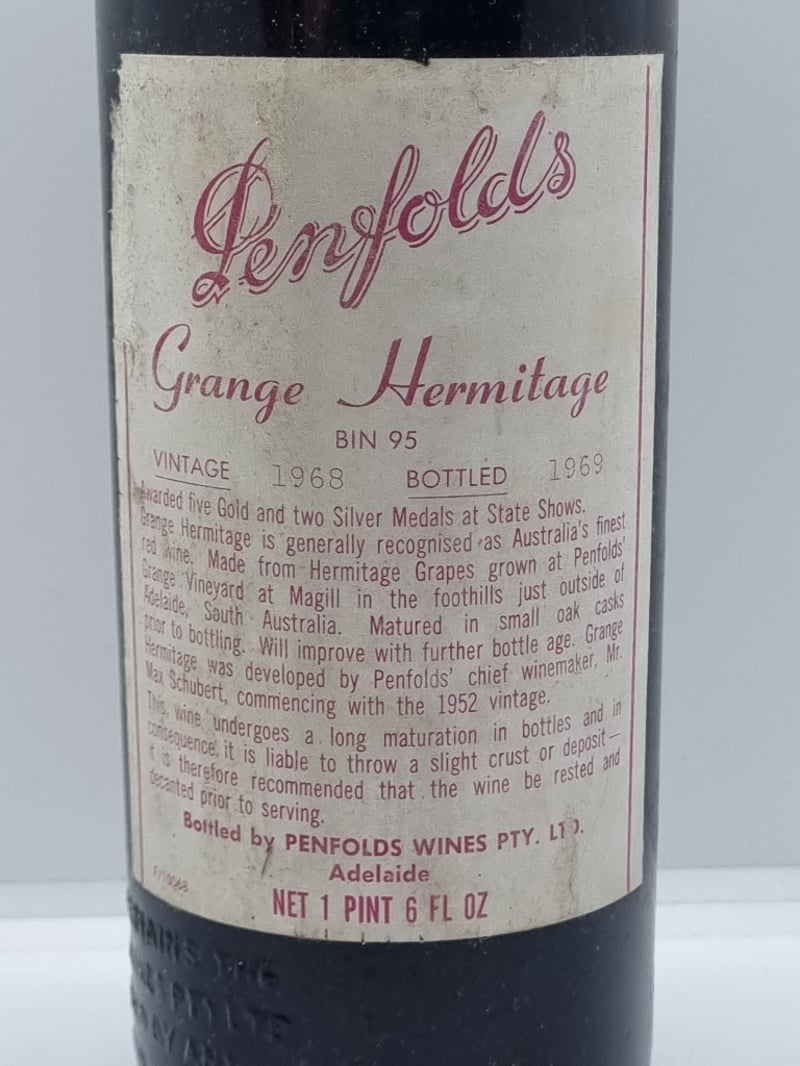 Penfolds
Grange Hermitage
BIN 95
VINTAGE 1968 BOTTLED 1969
Awarded five Gold and two Silver Medals at State Shows.
Grange Hermitage is generally recognised as Australia's finest
red wine. Made from Hermitage Grapes grown at Penfolds'
Grange Vineyard at Magill in the foothills just outside of
Adelaide, South Australia. Matured in small oak casks
prior to bottling. Will improve with further bottle age. Grange
Hermitage was developed by Penfolds' chief winemaker, Mr.
Max Schubert, commencing with the 1952 vintage.
This wine undergoes a long maturation in bottles and in
consequence it is liable to throw a slight crust or deposit—
it is therefore recommended that the wine be rested and
decanted prior to serving.
Bottled by PENFOLDS WINES PTY. LTD.
Adelaide
NET 1 PINT 6 FL OZ